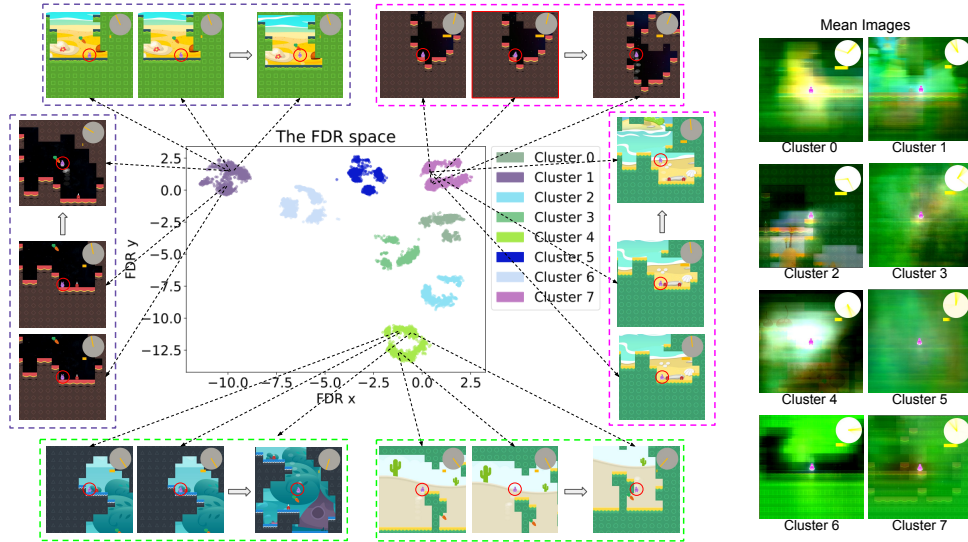 Mean Images
The FDR space
2.5
0.0
−2.5
−5.0
−7.5
−10.0
−12.5
FDR y
−10.0 −7.5 −5.0 −2.5 0.0 2.5
FDR x
Cluster 0
Cluster 1
Cluster 2
Cluster 3
Cluster 4
Cluster 5
Cluster 6
Cluster 7
Cluster 0 Cluster 1
Cluster 2 Cluster 3
Cluster 4 Cluster 5
Cluster 6 Cluster 7